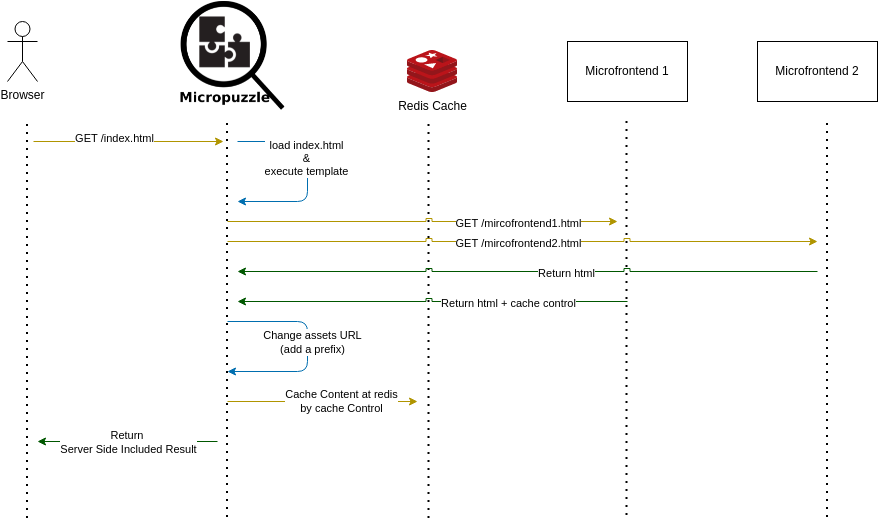 Browser
Micropuzzle
Redis Cache
Microfrontend 1
Microfrontend 2
GET /index.html
load index.html
&
execute template
GET /mircofrontend1.html
GET /mircofrontend2.html
Return html
Return html + cache control
Change assets URL
(add a prefix)
Cache Content at redis
by cache Control
Return
Server Side Included Result